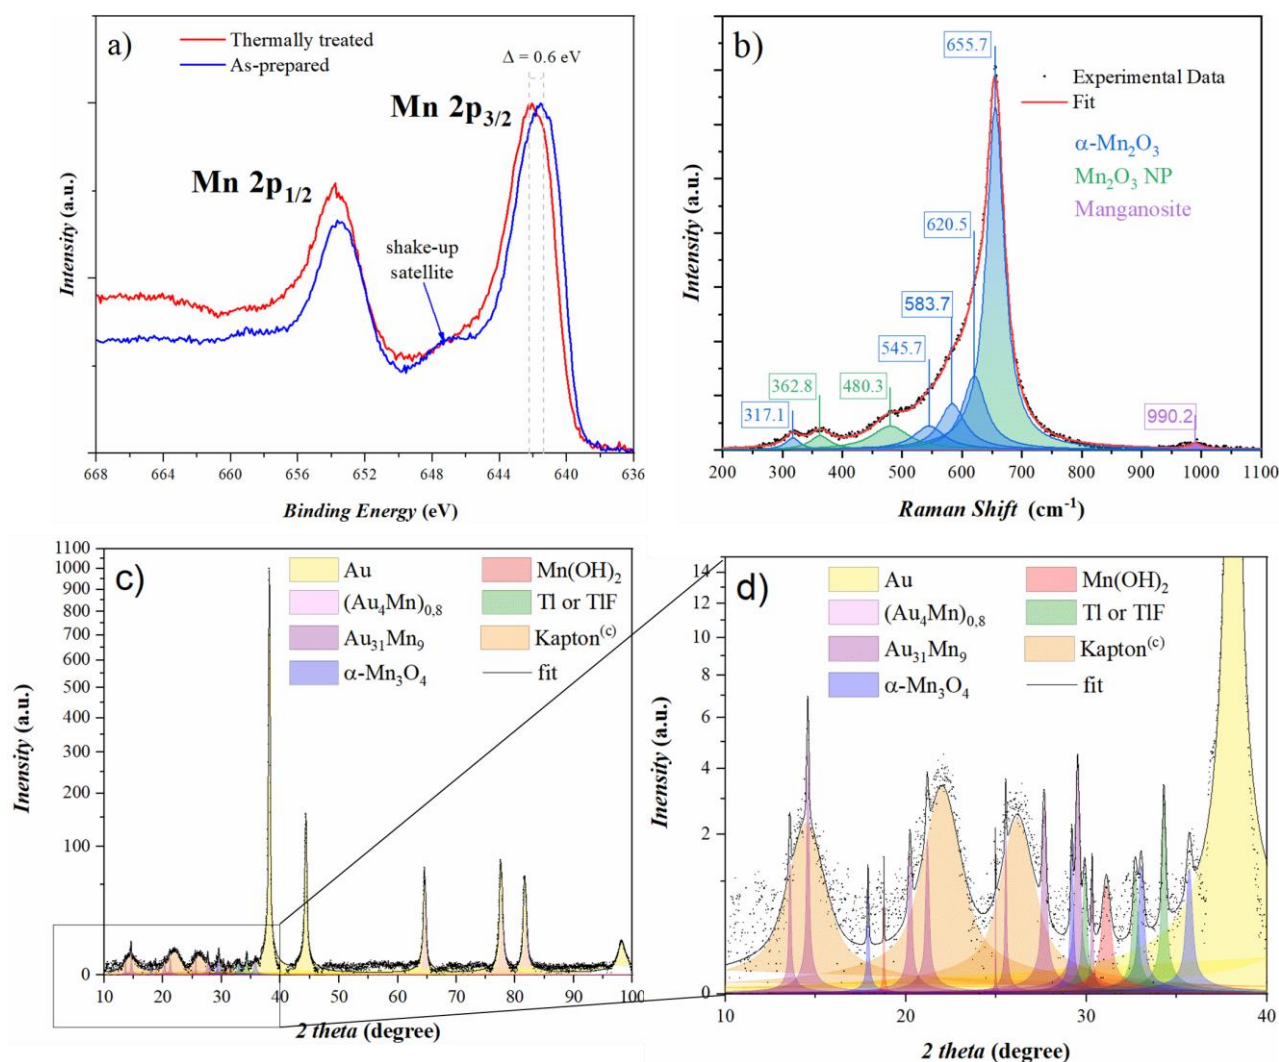 a)
Thermally treated
As-prepared
Δ = 0.6 eV
Mn 2p3/2
Mn 2p1/2
shake-up
satellite
Intensity (a.u.)
668 660 656 652 648 644 640 636
Binding Energy (eV)
b)
655.7
Experimental Data
Fit
α-Mn2O3
Mn2O3 NP
Manganosite
620.5
583.7
545.7
480.3
362.8
317.1
990.2
Intensity (a.u.)
200 300 400 500 600 700 800 900 1000 1100
Raman Shift (cm-1)
c)
1100
1000
900
800
700
600
500
400
300
200
100
0
Au
(Au4Mn)0,8
Au31Mn9
α-Mn3O4
Mn(OH)2
Tl or TlF
Kapton(c)
fit
Inensity (a.u.)
10 20 30 40 50 60 70 80 90 100
2 theta (degree)
d)
14
12
10
8
7
6
4
2
0
Au
(Au4Mn)0,8
Au31Mn9
α-Mn3O4
Mn(OH)2
Tl or TlF
Kapton(c)
fit
Inensity (a.u.)
10 20 30 40
2 theta (degree)